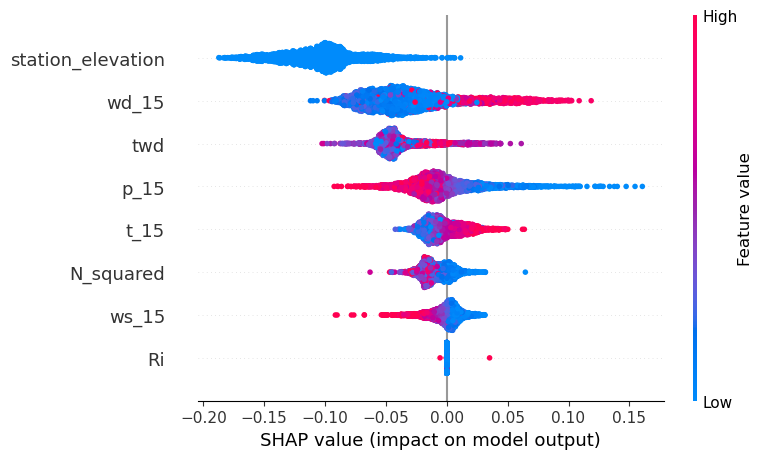 High
station_elevation
wd_15
twd
p_15
t_15
N_squared
ws_15
Ri
Feature value
Low
−0.20 −0.15 −0.10 −0.05 0.00 0.05 0.10 0.15
SHAP value (impact on model output)